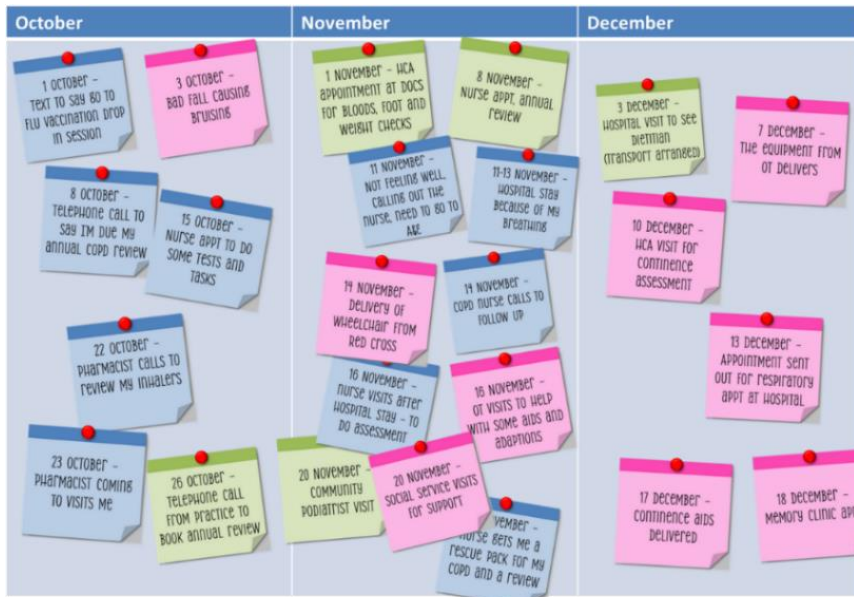 October
1 OCTOBER –
TEXT TO SAY GO TO
FLU VACCINATION DROP
IN SESSION
3 OCTOBER –
BAD FALL CAUSING
BRUISING
8 OCTOBER –
TELEPHONE CALL TO
SAY I'M DUE MY
ANNUAL COPD REVIEW
15 OCTOBER –
NURSE APPT TO DO
SOME TESTS AND
TASKS
22 OCTOBER –
PHARMACIST CALLS TO
REVIEW MY INHALERS
23 OCTOBER –
PHARMACIST COMING
TO VISITS ME
26 OCTOBER –
TELEPHONE CALL
FROM PRACTICE TO
BOOK ANNUAL REVIEW
November
1 NOVEMBER – HCA
APPOINTMENT AT DOCS
FOR BLOODS, FOOT AND
WEIGHT CHECKS
8 NOVEMBER –
NURSE APPT, ANNUAL
REVIEW
11 NOVEMBER –
NOT FEELING WELL,
CALLING OUT THE
NURSE, NEED TO GO TO
A&E
11-13 NOVEMBER –
HOSPITAL STAY
BECAUSE OF MY
BREATHING
14 NOVEMBER –
DELIVERY OF
WHEELCHAIR FROM
RED CROSS
14 NOVEMBER –
COPD NURSE CALLS TO
FOLLOW UP
16 NOVEMBER –
NURSE VISITS AFTER
HOSPITAL STAY – TO
DO ASSESSMENT
16 NOVEMBER –
OT VISITS TO HELP
WITH SOME AIDS AND
ADAPTIONS
20 NOVEMBER –
COMMUNITY
PODIATRIST VISIT
20 NOVEMBER –
SOCIAL SERVICE VISITS
FOR SUPPORT
NURSE GETS ME A
RESCUE PACK FOR MY
COPD AND A REVIEW
December
3 DECEMBER –
HOSPITAL VISIT TO SEE
DIETITIAN
(TRANSPORT ARRANGED)
7 DECEMBER –
THE EQUIPMENT FROM
OT DELIVERS
10 DECEMBER –
HCA VISIT FOR
CONTINENCE
ASSESSMENT
13 DECEMBER –
APPOINTMENT SENT
OUT FOR RESPIRATORY
APPT AT HOSPITAL
17 DECEMBER –
CONTINENCE AIDS
DELIVERED
18 DECEMBER –
MEMORY CLINIC